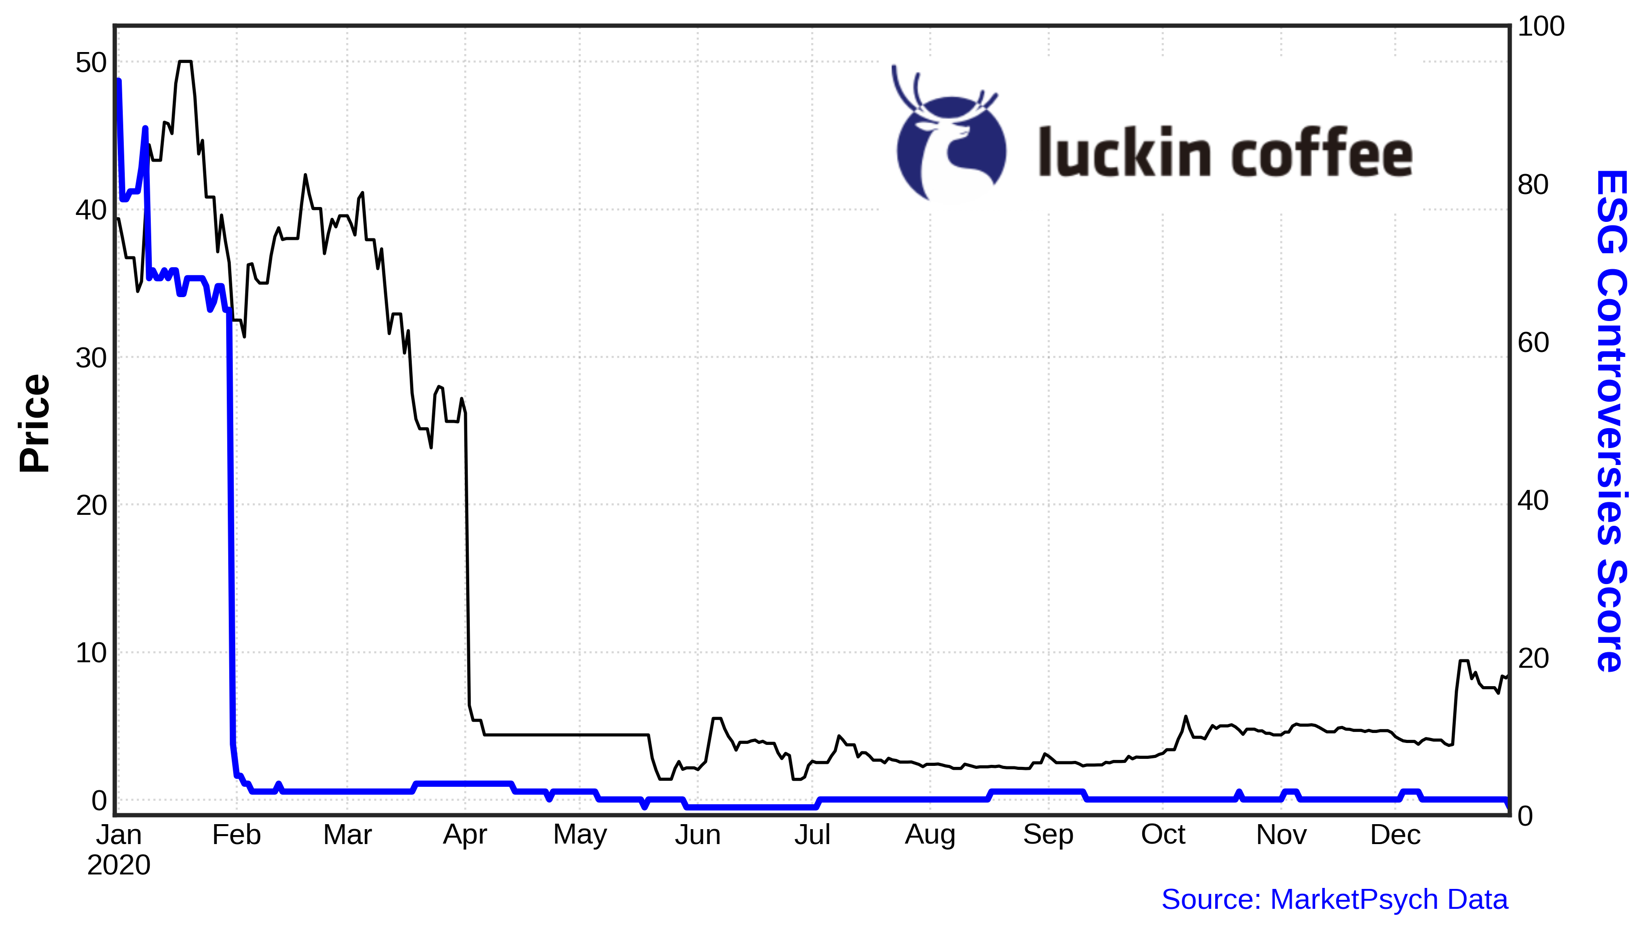 luckin coffee
Price
50
40
30
20
10
0
100
80
60
40
20
0
ESG Controversies Score
Jan Feb Mar Apr May Jun Jul Aug Sep Oct Nov Dec
2020
Source: MarketPsych Data